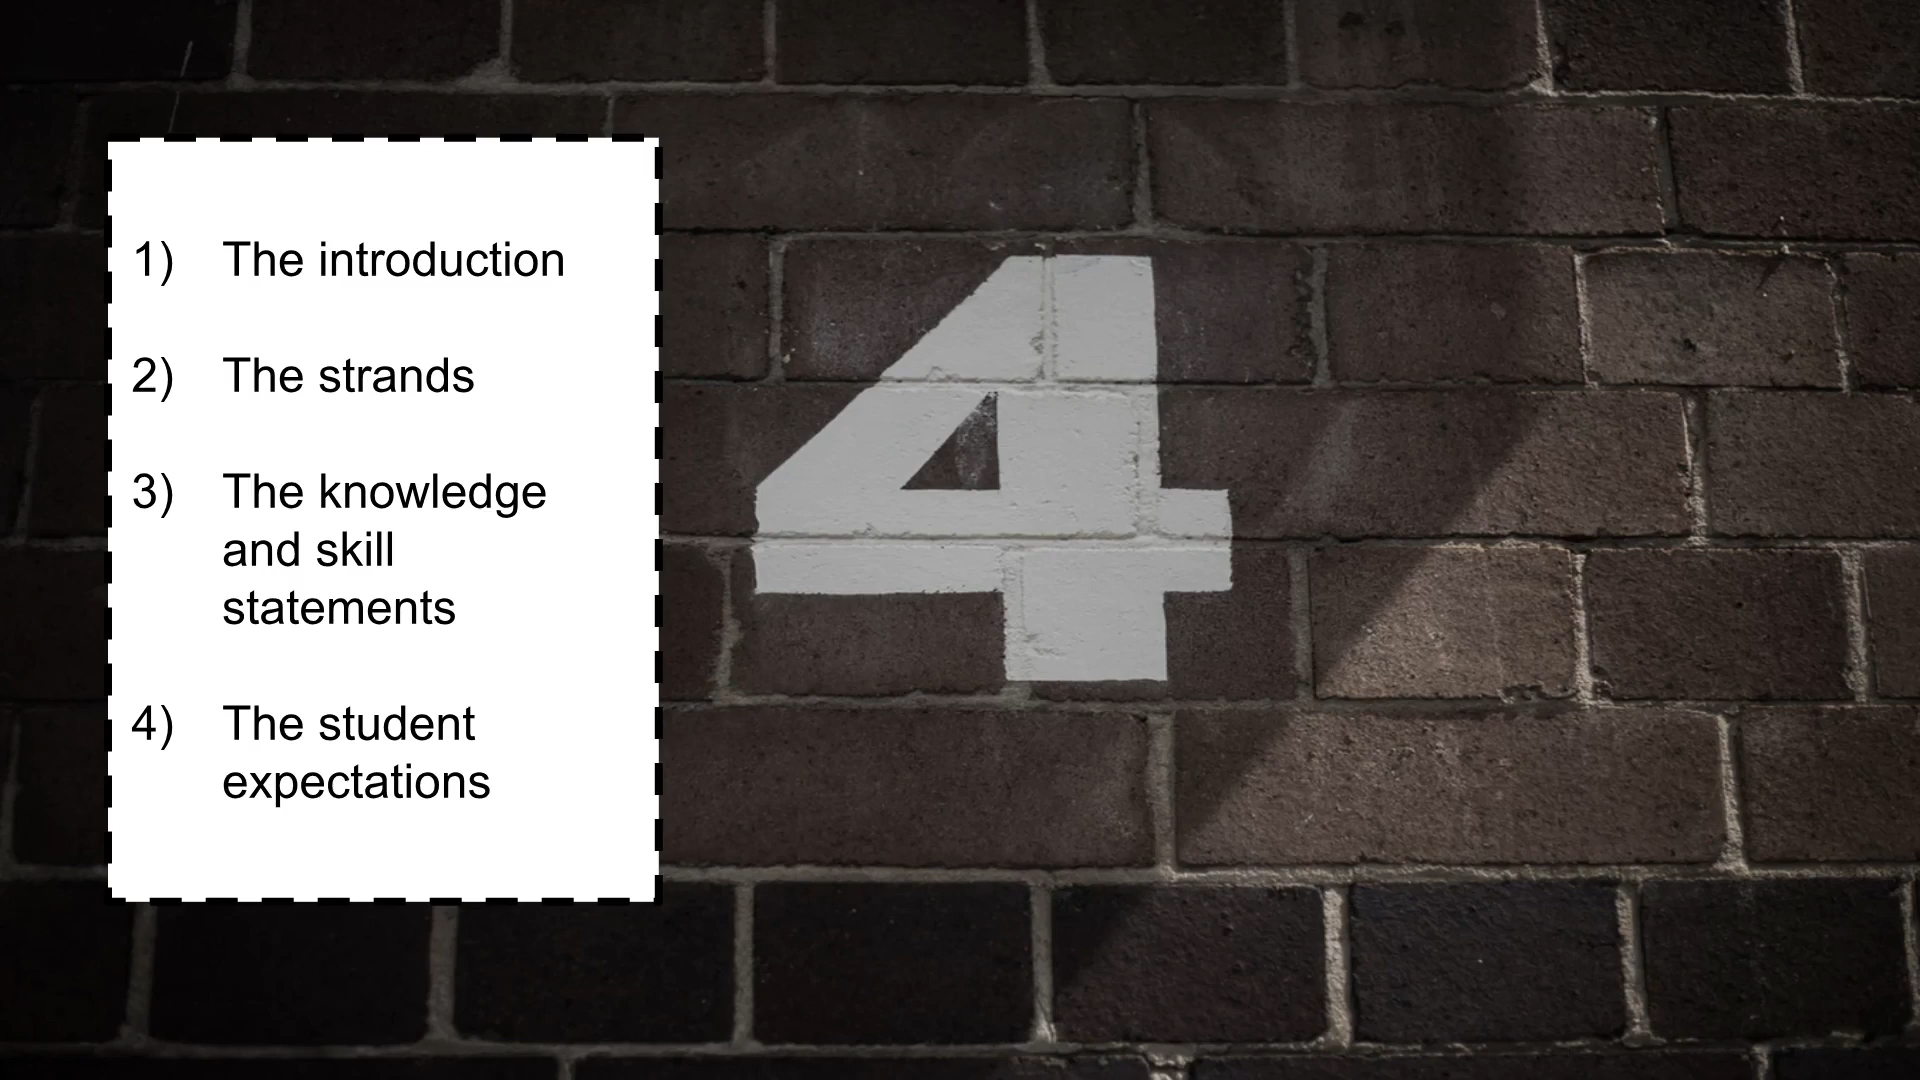 1) The introduction
2) The strands
3) The knowledge
and skill
statements
4) The student
expectations
4